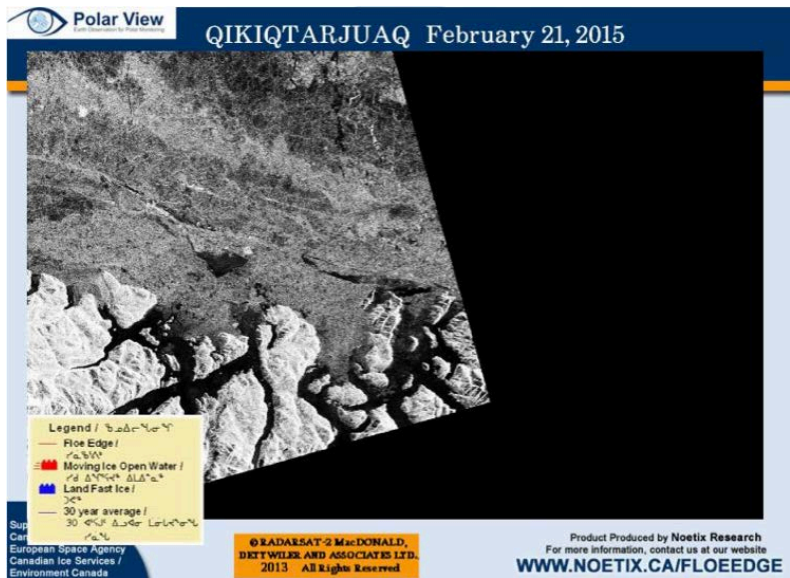 Polar View
Earth Observation for Polar Monitoring
QIKIQTARJUAQ February 21, 2015
Legend /
Floe Edge /
Moving Ice Open Water /
Land Fast Ice /
30 year average /
European Space Agency
Canadian Ice Services /
Environment Canada
©RADARSAT-2 MacDONALD,
DETTWILER AND ASSOCIATES LTD.
2013 All Rights Reserved
Product Produced by Noetix Research
For more information, contact us at our website
WWW.NOETIX.CA/FLOEEDGE